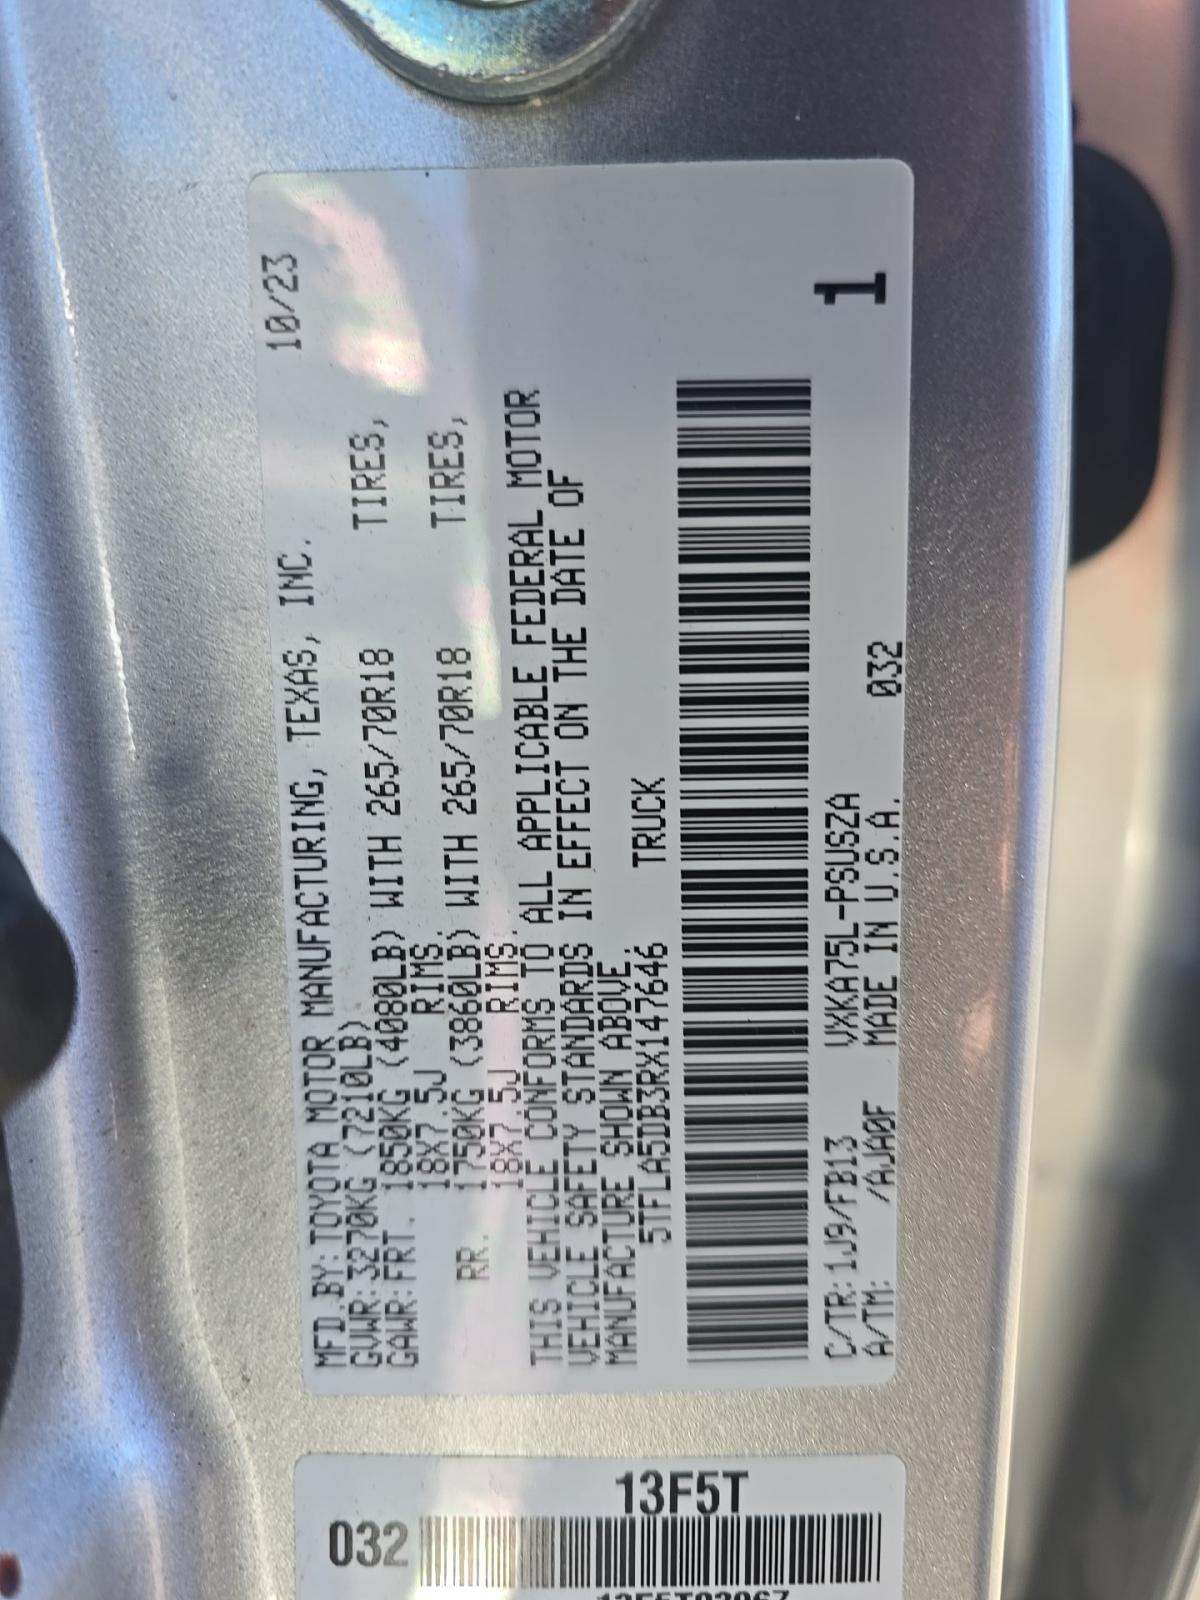 MFD.BY:TOYOTA MOTOR MANUFACTURING, TEXAS, INC. 10/23
GVWR:3270KG (7210LB)
GAWR:FRT. 1850KG (4080LB) WITH 265/70R18 TIRES,
18X7.5J RIMS.
RR. 1750KG (3860LB) WITH 265/70R18 TIRES,
18X7.5J RIMS.
THIS VEHICLE CONFORMS TO ALL APPLICABLE FEDERAL MOTOR
VEHICLE SAFETY STANDARDS IN EFFECT ON THE DATE OF
MANUFACTURE SHOWN ABOVE.
5TFLA5DB3RX147646 TRUCK
C/TR:1J9/FB13 VXKA75L-PSUSZA 1
A/TM: /AJA0F MADE IN U.S.A. 032
032
13F5T